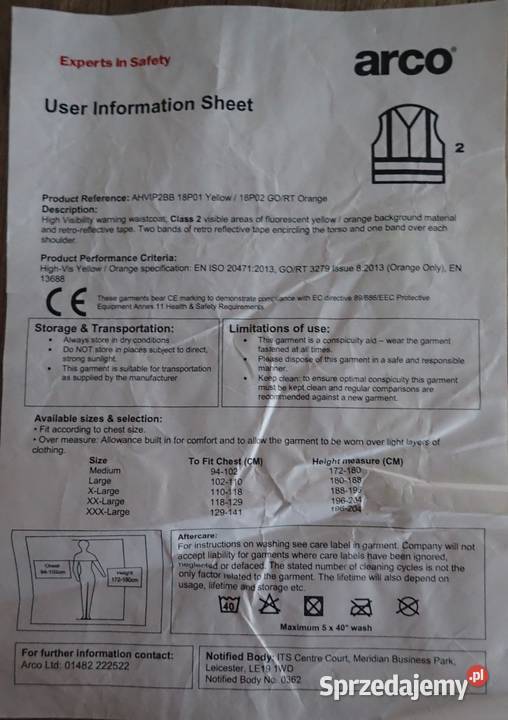 Experts in Safety
arco
User Information Sheet
2
Product Reference: AHVIP2BB 18P01 Yellow / 18P02 GO/RT Orange
Description:
High Visibility warning waistcoat, Class 2 visible areas of fluorescent yellow / orange background material
and retro-reflective tape. Two bands of retro reflective tape encircling the torso and one band over each
shoulder.
Product Performance Criteria:
High-Vis Yellow / Orange specification: EN ISO 20471:2013, GO/RT 3279 Issue 8:2013 (Orange Only), EN
13688
CE
These garments bear CE marking to demonstrate compliance with EC directive 89/686/EEC Protective
Equipment Annex 11 Health & Safety Requirements
Storage & Transportation:
• Always store in dry conditions
• Do NOT store in places subject to direct,
strong sunlight.
• This garment is suitable for transportation
as supplied by the manufacturer
Limitations of use:
• This garment is a conspicuity aid – wear the garment
fastened at all times.
• Please dispose of this garment in a safe and responsible
manner.
• Keep clean: to ensure optimal conspicuity this garment
must be kept clean and regular comparisons are
recommended against a new garment.
Available sizes & selection:
• Fit according to chest size.
• Over measure: Allowance built in for comfort and to allow the garment to be worn over light layers of
clothing.
Size To Fit Chest (CM) Height measure (CM)
Medium 94-102 172-180
Large 102-110 180-188
X-Large 110-118 188-195
XX-Large 118-129 196-204
XXX-Large 129-141 196-204
Chest
94-102cm
Height
172-180cm
Aftercare:
For instructions on washing see care label in garment. Company will not
accept liability for garments where care labels have been ignored,
neglected or defaced. The stated number of cleaning cycles is not the
only factor related to the garment. The lifetime will also depend on
usage, lifetime and storage etc.
40
Maximum 5 x 40° wash
For further information contact:
Arco Ltd: 01482 222522
Notified Body: ITS Centre Court, Meridian Business Park,
Leicester, LE19 1WD
Notified Body No. 0362
Sprzedajemy.pl